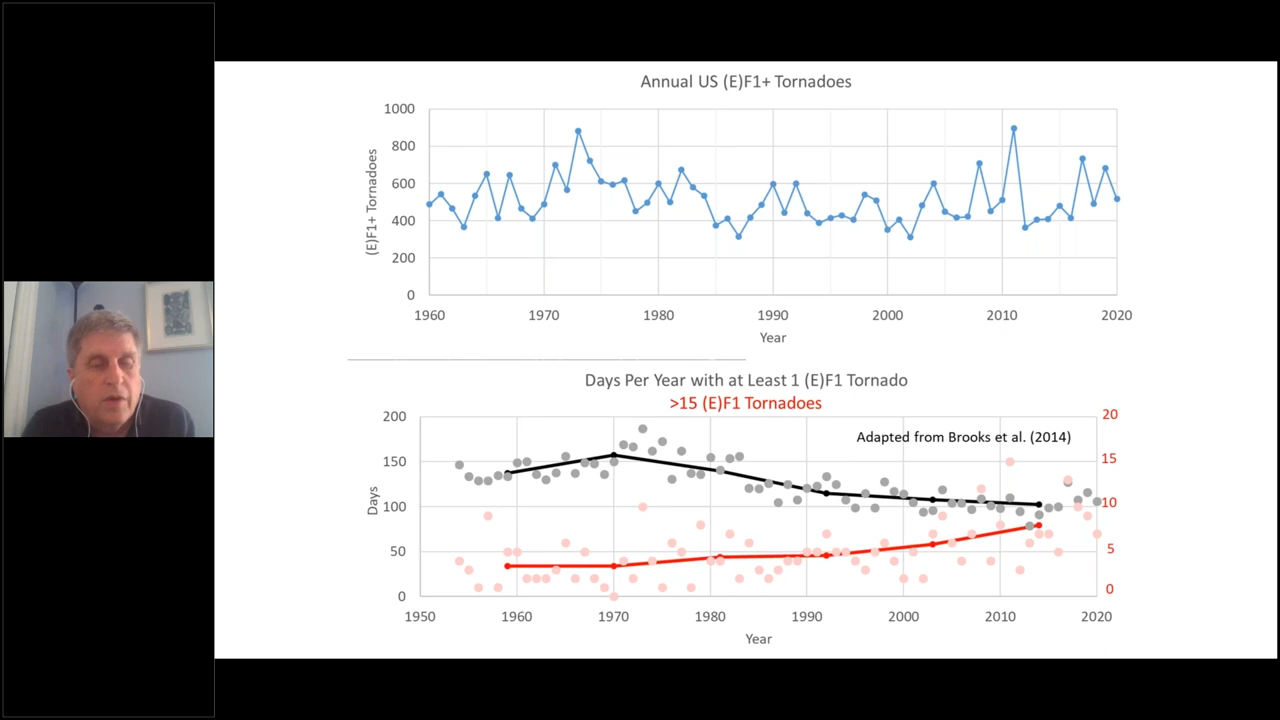 Annual US (E)F1+ Tornadoes
1000
800
600
400
200
0
(E)F1+ Tornadoes
1960 1970 1980 1990 2000 2010 2020
Year
Days Per Year with at Least 1 (E)F1 Tornado
>15 (E)F1 Tornadoes
Adapted from Brooks et al. (2014)
200
150
100
50
0
Days
20
15
10
5
0
1950 1960 1970 1980 1990 2000 2010 2020
Year